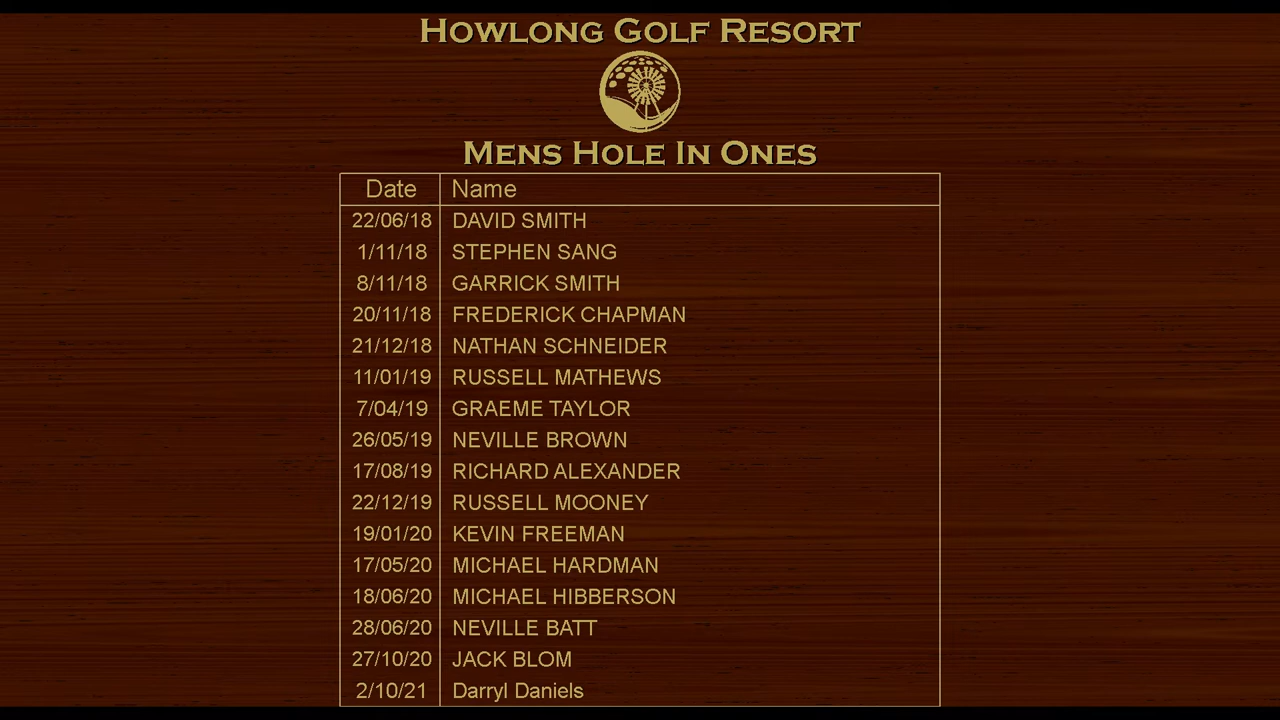 Howlong Golf Resort
Mens Hole In Ones
Date Name
22/06/18 DAVID SMITH
1/11/18 STEPHEN SANG
8/11/18 GARRICK SMITH
20/11/18 FREDERICK CHAPMAN
21/12/18 NATHAN SCHNEIDER
11/01/19 RUSSELL MATHEWS
7/04/19 GRAEME TAYLOR
26/05/19 NEVILLE BROWN
17/08/19 RICHARD ALEXANDER
22/12/19 RUSSELL MOONEY
19/01/20 KEVIN FREEMAN
17/05/20 MICHAEL HARDMAN
18/06/20 MICHAEL HIBBERSON
28/06/20 NEVILLE BATT
27/10/20 JACK BLOM
2/10/21 Darryl Daniels